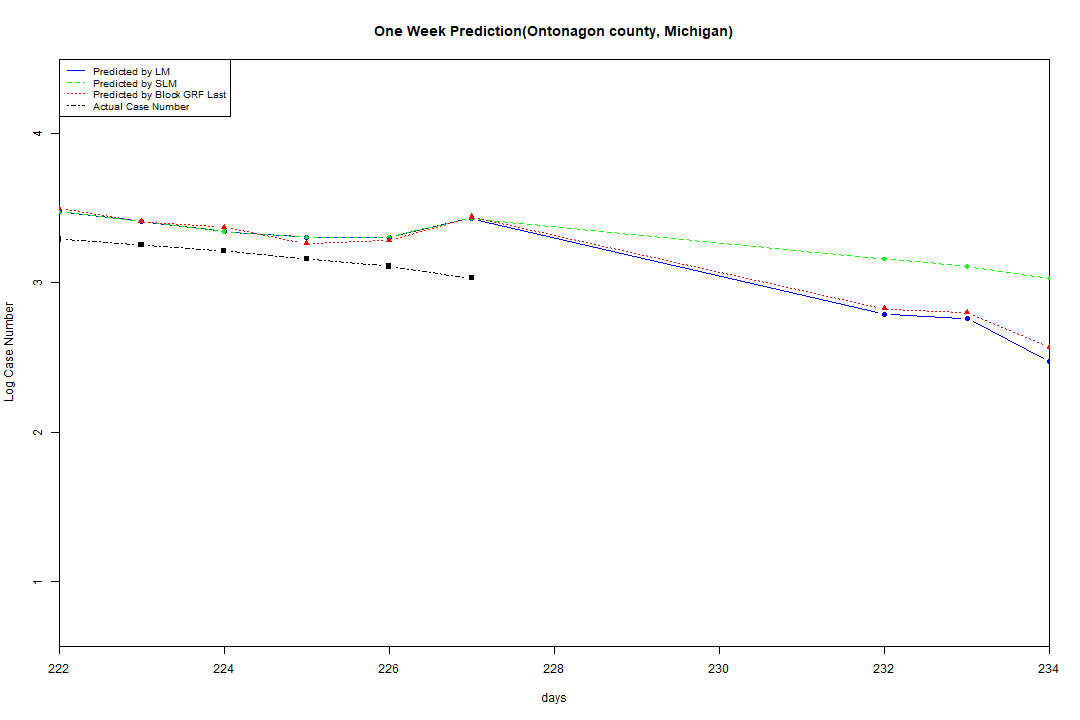 One Week Prediction(Ontonagon county, Michigan)
Predicted by LM
Predicted by SLM
Predicted by Block GRF Last
Actual Case Number
4
3
2
1
Log Case Number
222 224 226 228 230 232 234
days